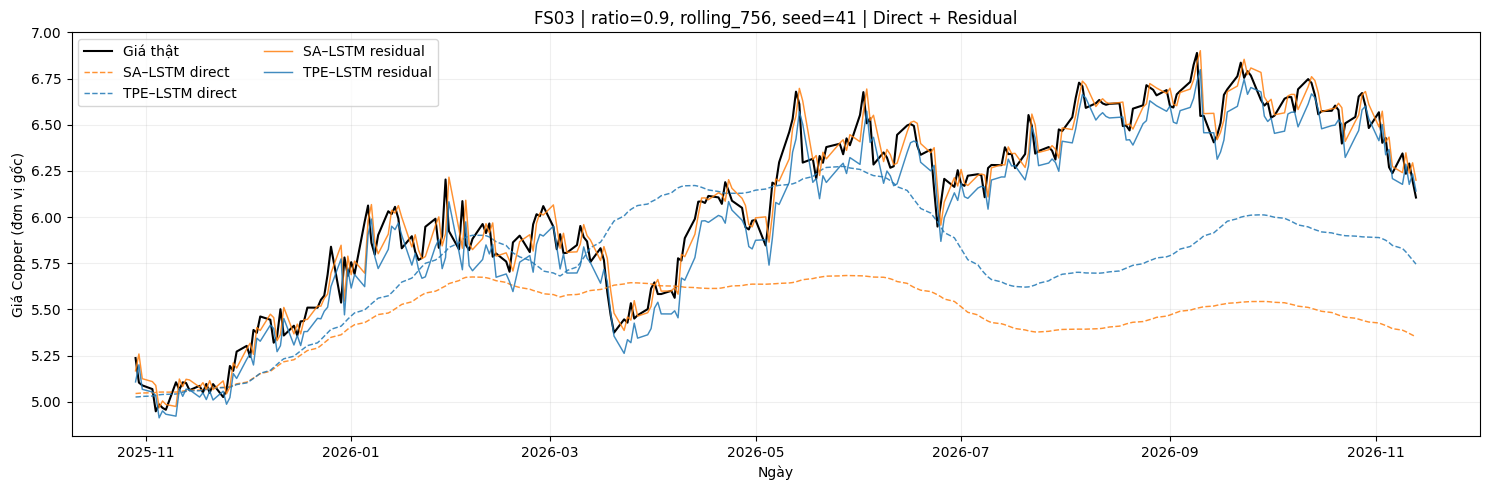 FS03 | ratio=0.9, rolling_756, seed=41 | Direct + Residual
Giá thật
SA–LSTM direct
TPE–LSTM direct
SA–LSTM residual
TPE–LSTM residual
Giá Copper (đơn vị gốc)
7.00
6.75
6.50
6.25
6.00
5.75
5.50
5.25
5.00
2025-11
2026-01
2026-03
2026-05
2026-07
2026-09
2026-11
Ngày